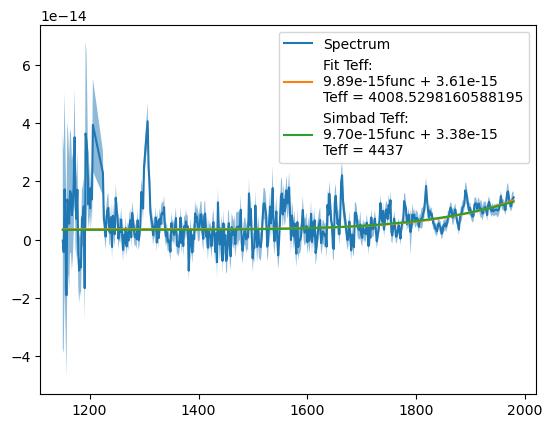 1e−14
Spectrum
Fit Teff:
9.89e-15func + 3.61e-15
Teff = 4008.5298160588195
Simbad Teff:
9.70e-15func + 3.38e-15
Teff = 4437
6
4
2
0
−2
−4
1200
1400
1600
1800
2000